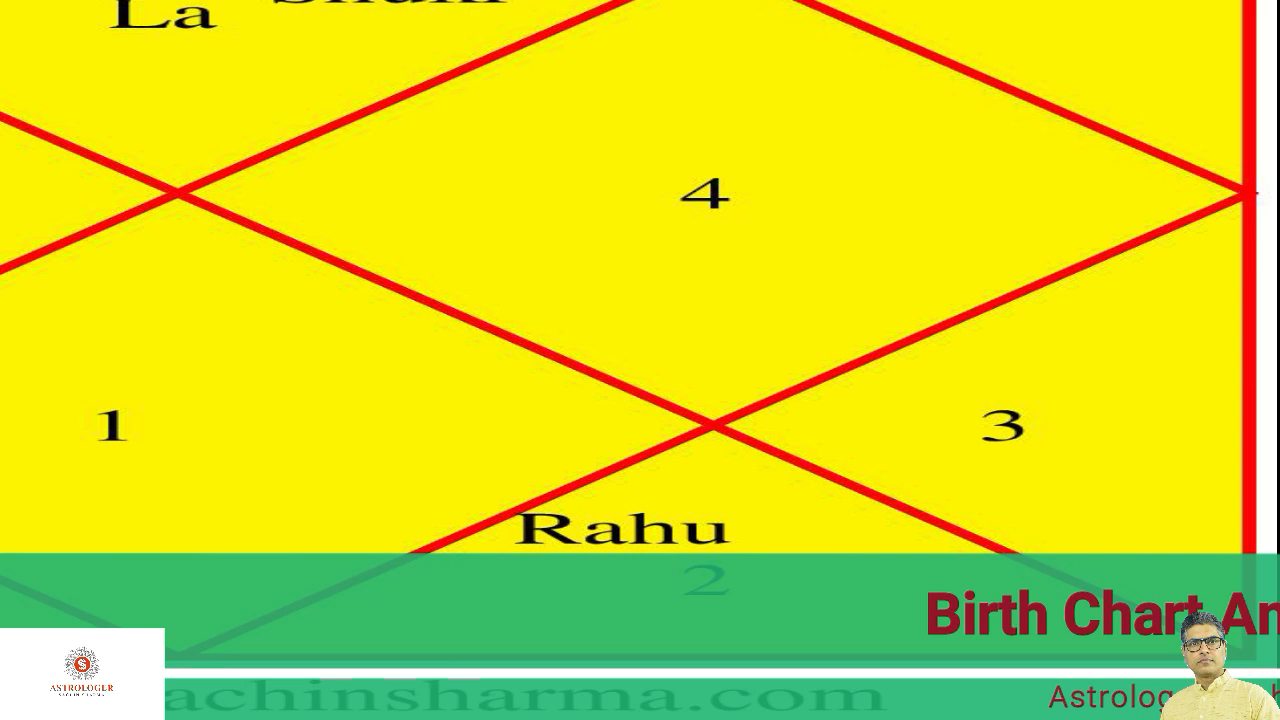 La
4
1
3
Rahu
2
Birth Chart An
achinsharma.com
Astrolog
ASTROLOGER